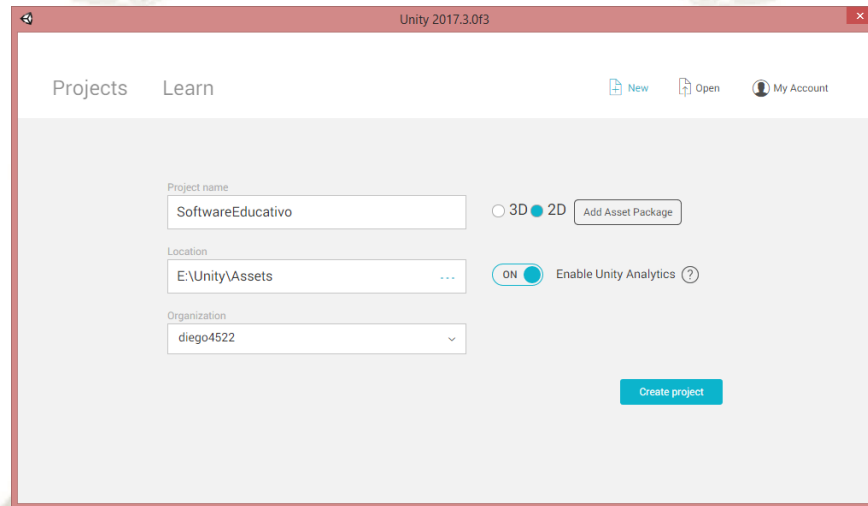 Unity 2017.3.0f3
Projects Learn New Open My Account
Project name
SoftwareEducativo 3D 2D Add Asset Package
Location
E:\Unity\Assets ... ON Enable Unity Analytics ?
Organization
diego4522
Create project